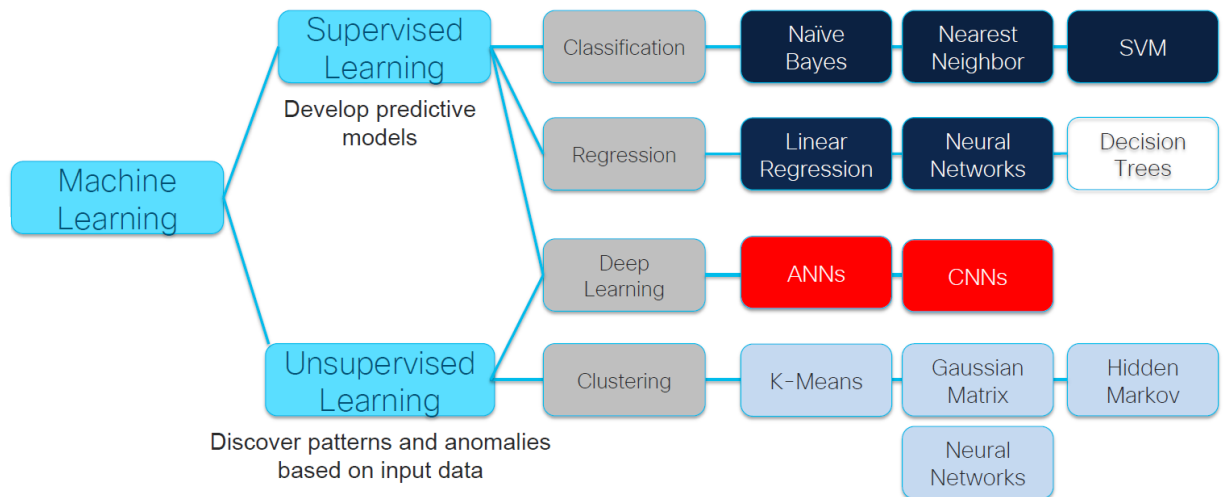 Supervised
Learning
Develop predictive
models
Classification
Naïve
Bayes
Nearest
Neighbor
SVM
Regression
Linear
Regression
Neural
Networks
Decision
Trees
Machine
Learning
Deep
Learning
ANNs
CNNs
Unsupervised
Learning
Discover patterns and anomalies
based on input data
Clustering
K-Means
Gaussian
Matrix
Hidden
Markov
Neural
Networks